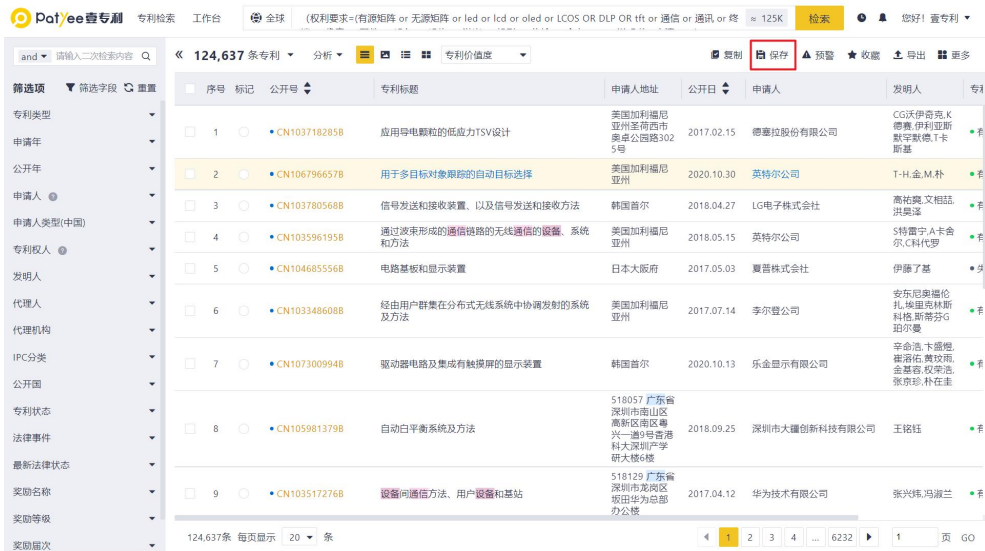 Patyee壹专利 专利检索 工作台 全球 (权利要求=(有源矩阵 or 无源矩阵 or led or lcd or oled or LCOS OR DLP OR tft or 通信 or 通讯 or 终 ≈ 125K 检索 您好！壹专利
and 请输入二次检索内容 124,637 条专利 分析 专利价值度 复制 保存 预警 收藏 导出 更多
筛选项 筛选字段 重置
序号 标记 公开号 专利标题 申请人地址 公开日 申请人 发明人 专利
专利类型
申请年
公开年
申请人
申请人类型(中国)
专利权人
发明人
代理人
代理机构
IPC分类
公开国
专利状态
法律事件
最新法律状态
奖励名称
奖励等级
奖励届次
1 CN103718285B 应用导电颗粒的低应力TSV设计
美国加利福尼
亚州圣荷西市
奥卓公园路302
5号
2017.02.15 德塞拉股份有限公司
CG沃伊奇克,K
德赛,伊利亚斯
默罕默德,T卡
斯基
2 CN106796657B 用于多目标对象跟踪的自动目标选择
美国加利福尼
亚州
2020.10.30 英特尔公司 T-H.金,M.朴
3 CN103780568B 信号发送和接收装置、以及信号发送和接收方法 韩国首尔 2018.04.27 LG电子株式会社
高祐奭,文相喆,
洪昊泽
4 CN103596195B
通过波束形成的通信链路的无线通信的设备、系统
和方法
美国加利福尼
亚州
2018.05.15 英特尔公司
S特雷宁,A卡舍
尔,C科代罗
5 CN104685556B 电路基板和显示装置 日本大阪府 2017.05.03 夏普株式会社 伊藤了基
6 CN103348608B
经由用户群集在分布式无线系统中协调发射的系统
及方法
美国加利福尼
亚州
2017.07.14 李尔登公司
安东尼奥福伦
扎,埃里克林斯
科格,斯蒂芬G
珀尔曼
7 CN107300994B 驱动器电路及集成有触摸屏的显示装置 韩国首尔 2020.10.13 乐金显示有限公司
辛命浩,卞盛煜,
崔溶佑,黄玟雨,
金基容,权荣浩,
张京珍,朴在圭
8 CN105981379B 自动白平衡系统及方法
518057 广东省
深圳市南山区
高新区南区粤
兴一道9号香港
科大深圳产学
研大楼6楼
2018.09.25 深圳市大疆创新科技有限公司 王铭钰
9 CN103517276B 设备间通信方法、用户设备和基站
518129 广东省
深圳市龙岗区
坂田华为总部
办公楼
2017.04.12 华为技术有限公司 张兴炜,冯淑兰
124,637条 每页显示 20 条 1 2 3 4 ... 6232 1 页 GO